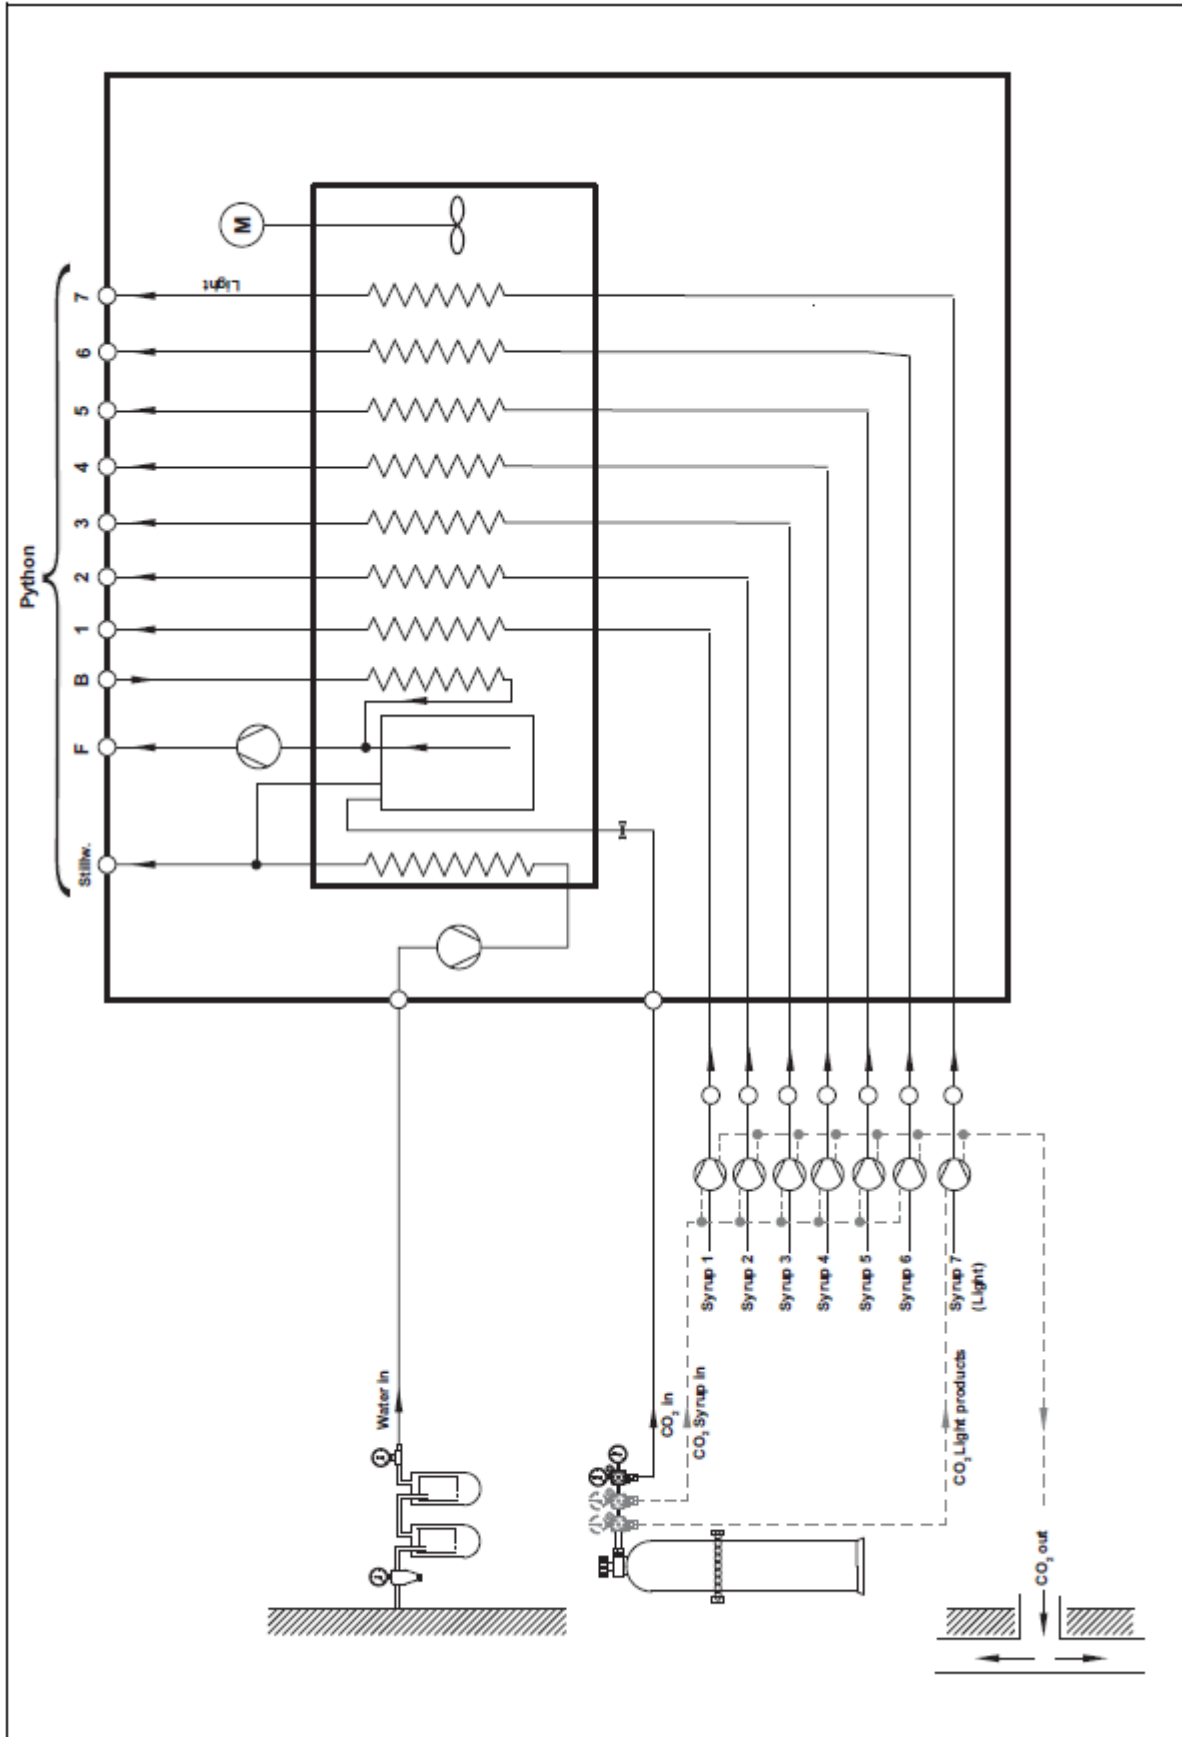 Python
Stillw.
F
B
1
2
3
4
5
6
7
Light
M
Water in
CO₂ in
CO₂ Syrup in
CO₂ Light products
Syrup 1
Syrup 2
Syrup 3
Syrup 4
Syrup 5
Syrup 6
Syrup 7
(Light)
CO₂ out